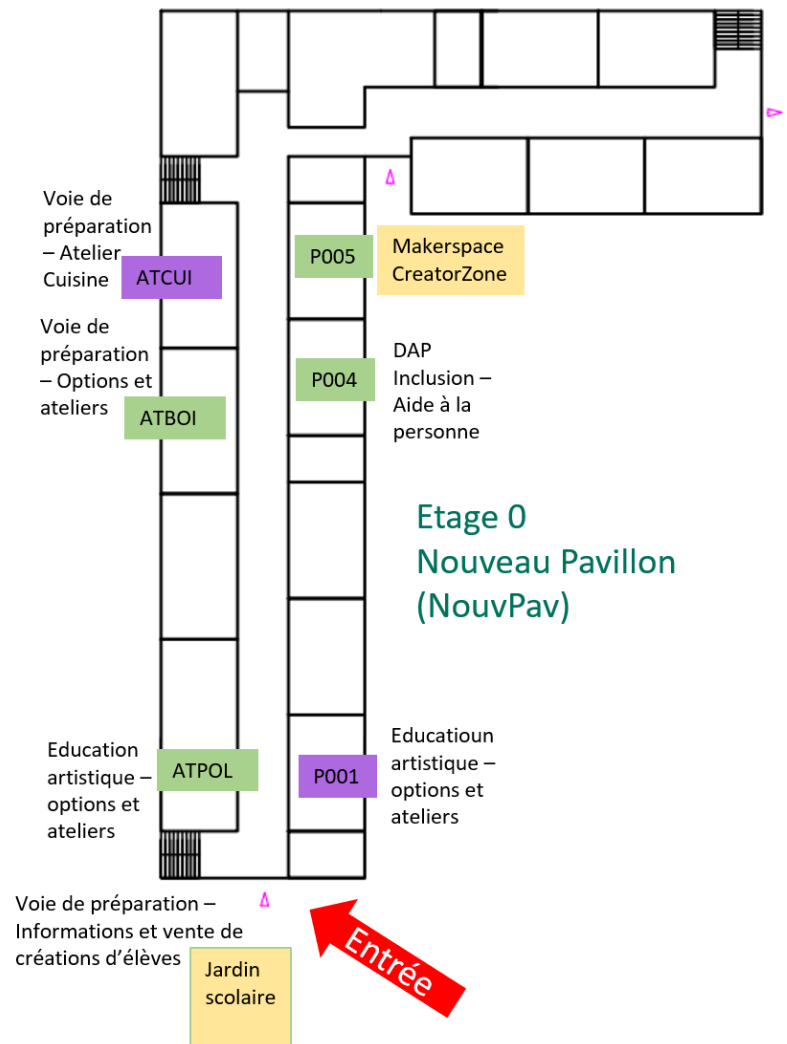 Voie de
préparation
– Atelier
Cuisine
ATCUI
P005
Makerspace
CreatorZone
Voie de
préparation
– Options et
ateliers
ATBOI
P004
DAP
Inclusion –
Aide à la
personne
Etage 0
Nouveau Pavillon
(NouvPav)
Education
artistique –
options et
ateliers
ATPOL
P001
Educatioun
artistique –
options et
ateliers
Voie de préparation –
Informations et vente de
créations d'élèves
Entrée
Jardin
scolaire